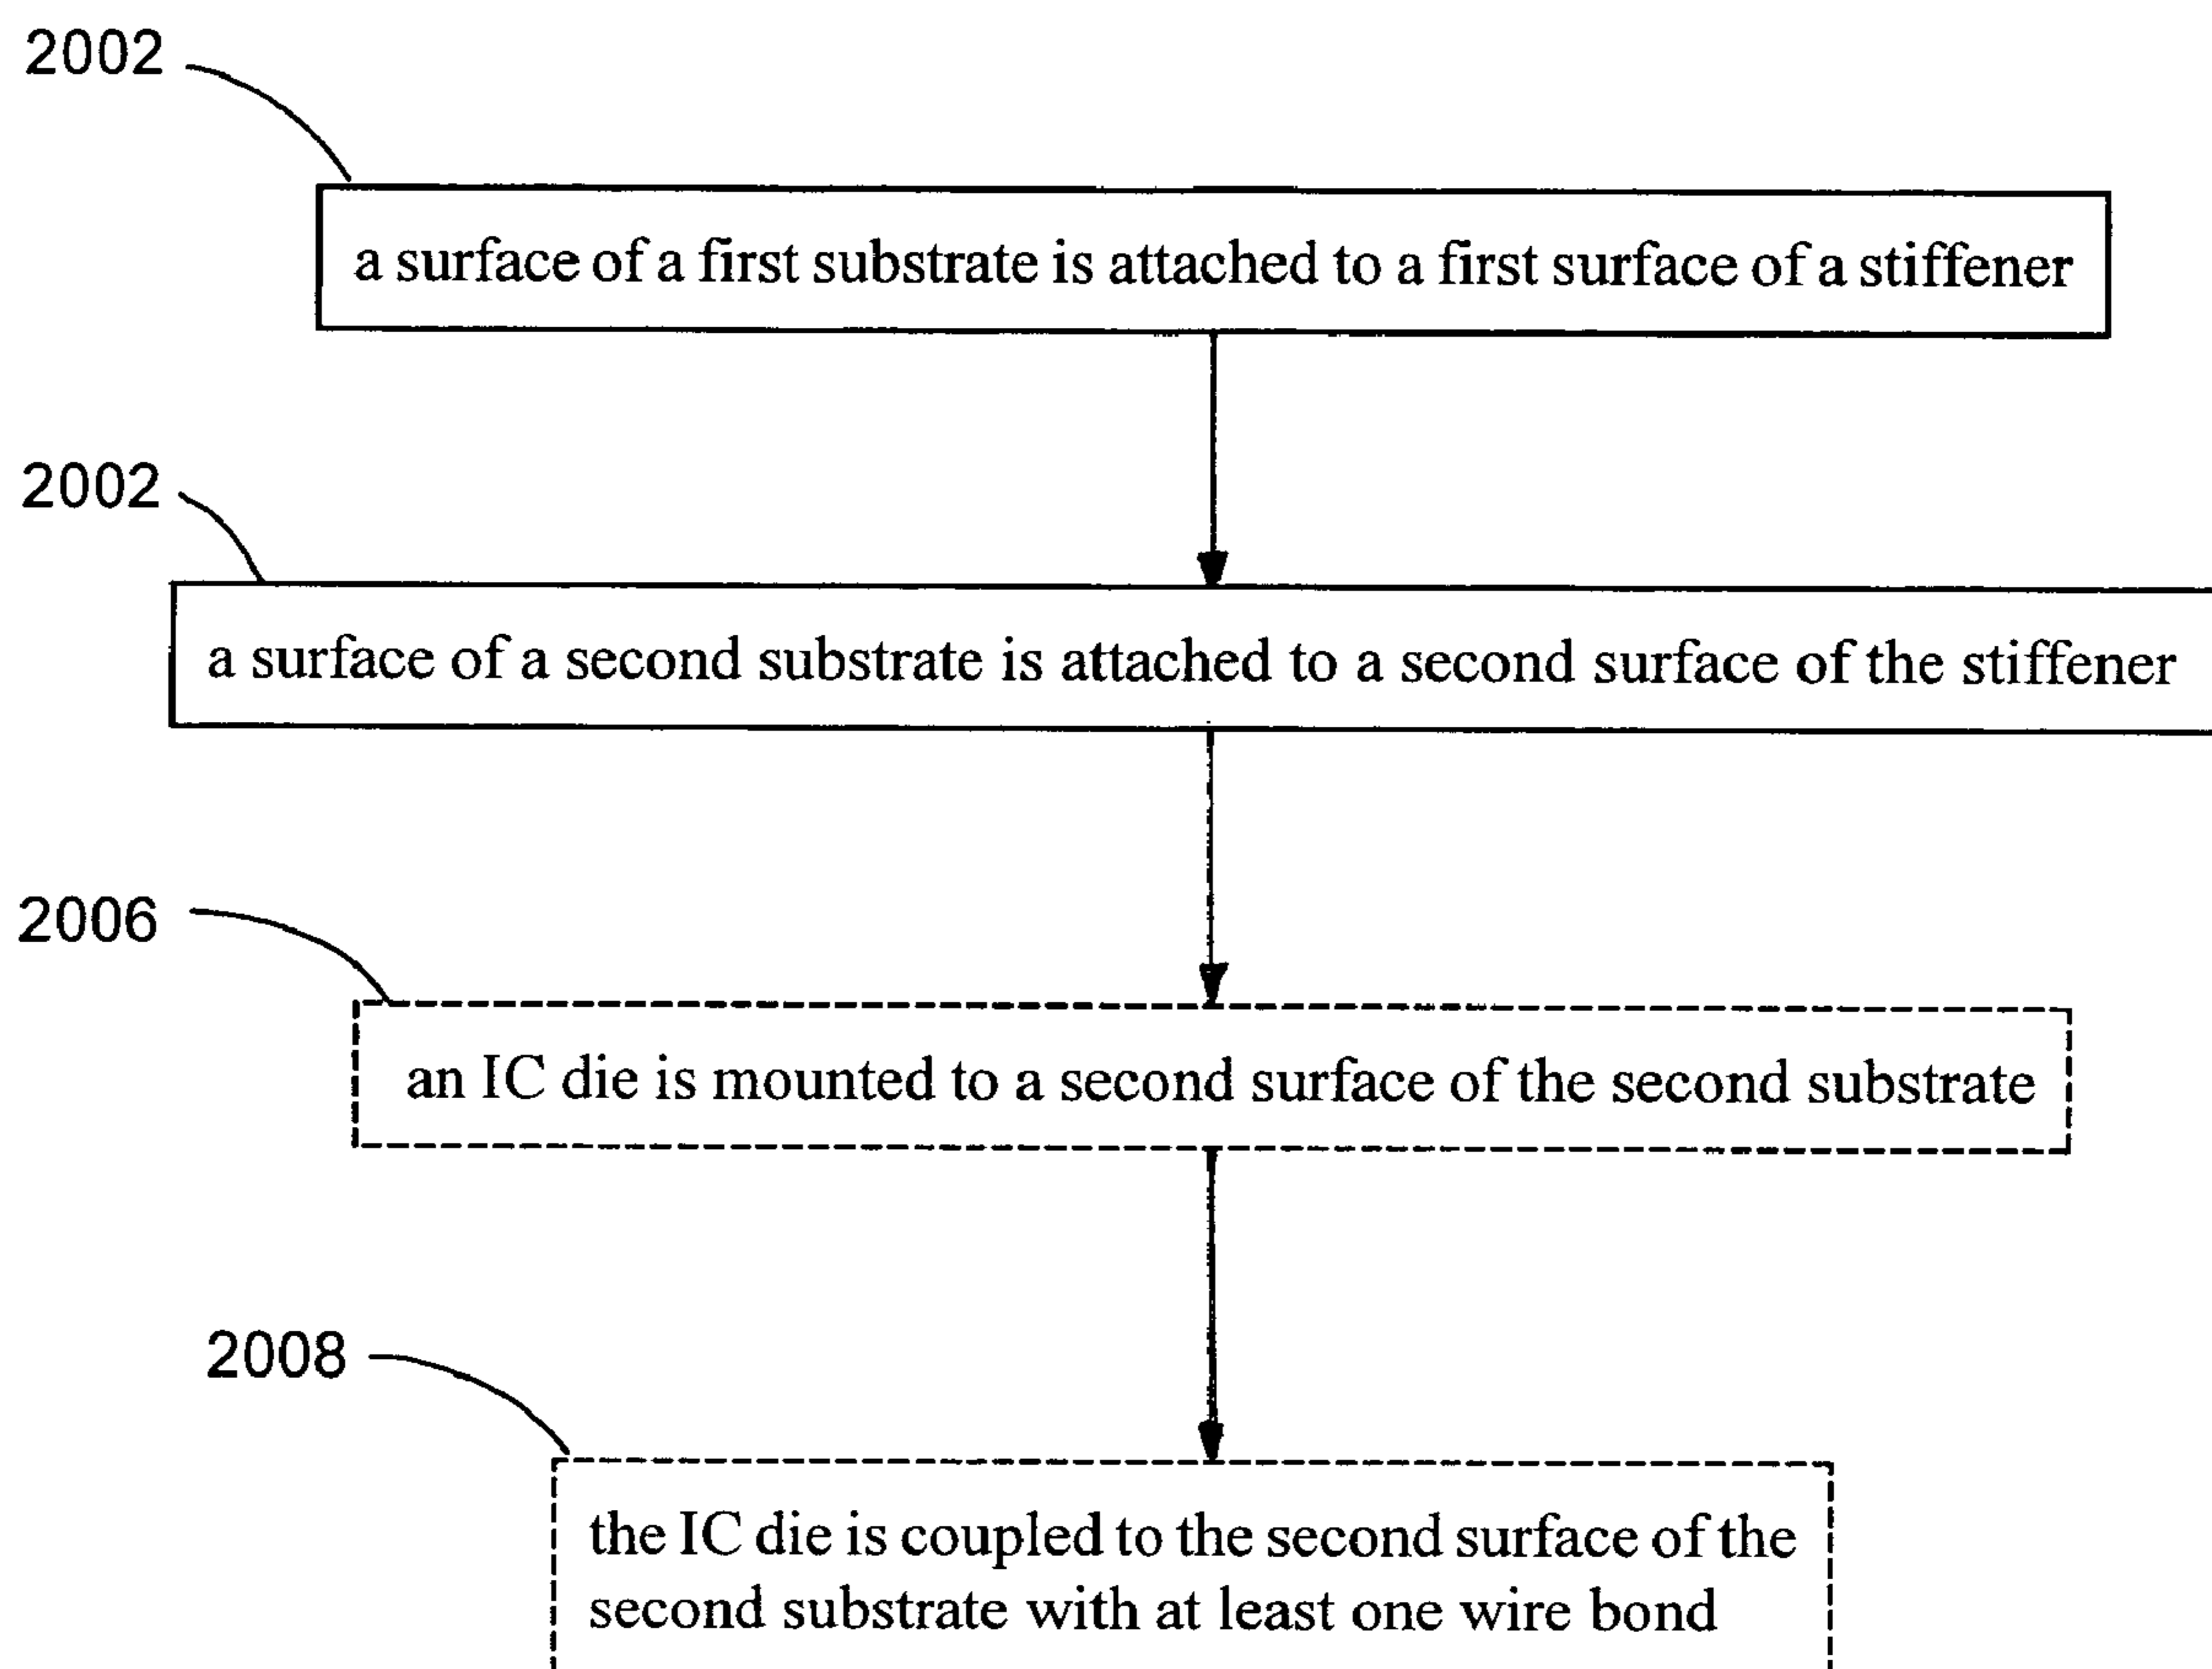 2002
a surface of a first substrate is attached to a first surface of a stiffener
2002
a surface of a second substrate is attached to a second surface of the stiffener
2006
an IC die is mounted to a second surface of the second substrate
2008
the IC die is coupled to the second surface of the
second substrate with at least one wire bond